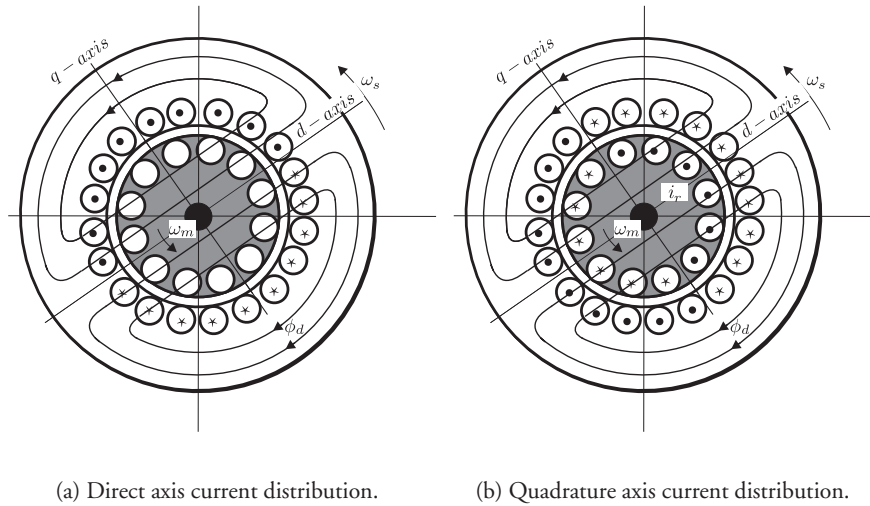 q − axis
ω_s
d − axis
ω_m
ϕ_d
q − axis
ω_s
d − axis
i_r
ω_m
ϕ_d
(a) Direct axis current distribution.
(b) Quadrature axis current distribution.